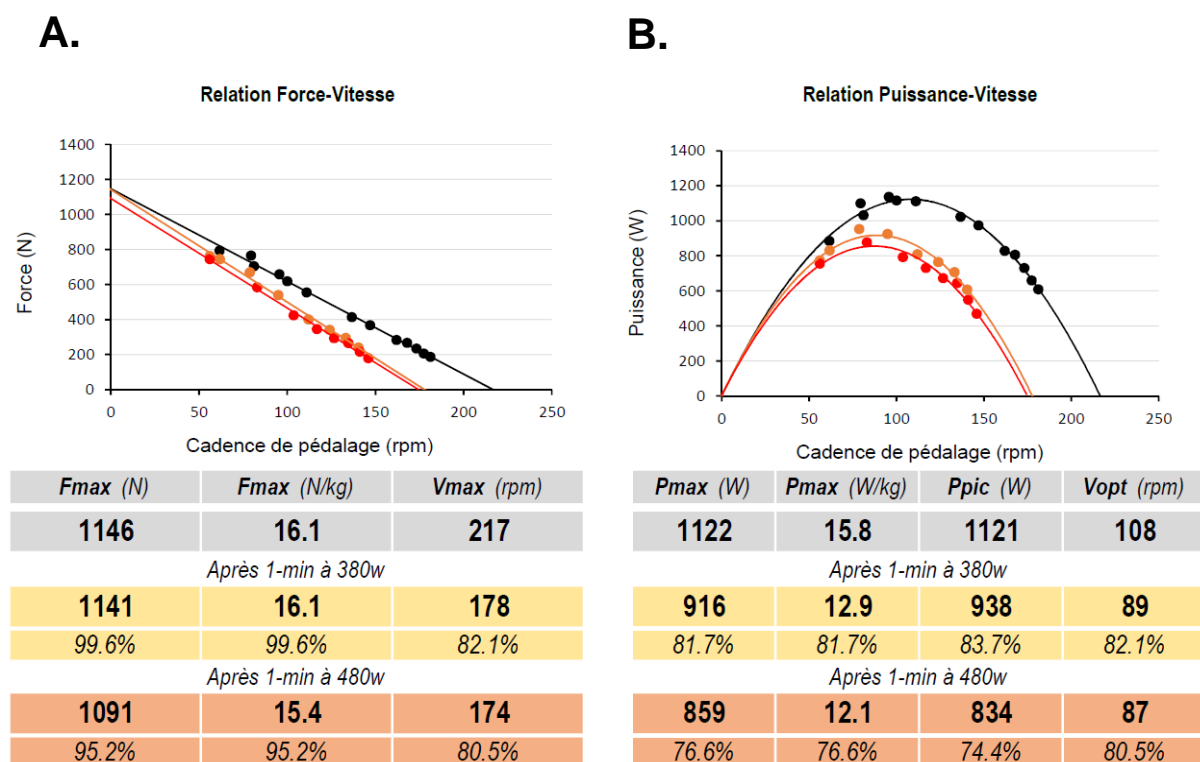 A.
Relation Force-Vitesse
1400
1200
1000
800
600
400
200
0
Force (N)
0 50 100 150 200 250
Cadence de pédalage (rpm)
Fmax (N) Fmax (N/kg) Vmax (rpm)
1146 16.1 217
Après 1-min à 380w
1141 16.1 178
99.6% 99.6% 82.1%
Après 1-min à 480w
1091 15.4 174
95.2% 95.2% 80.5%
B.
Relation Puissance-Vitesse
1400
1200
1000
800
600
400
200
0
Puissance (W)
0 50 100 150 200 250
Cadence de pédalage (rpm)
Pmax (W) Pmax (W/kg) Ppic (W) Vopt (rpm)
1122 15.8 1121 108
Après 1-min à 380w
916 12.9 938 89
81.7% 81.7% 83.7% 82.1%
Après 1-min à 480w
859 12.1 834 87
76.6% 76.6% 74.4% 80.5%